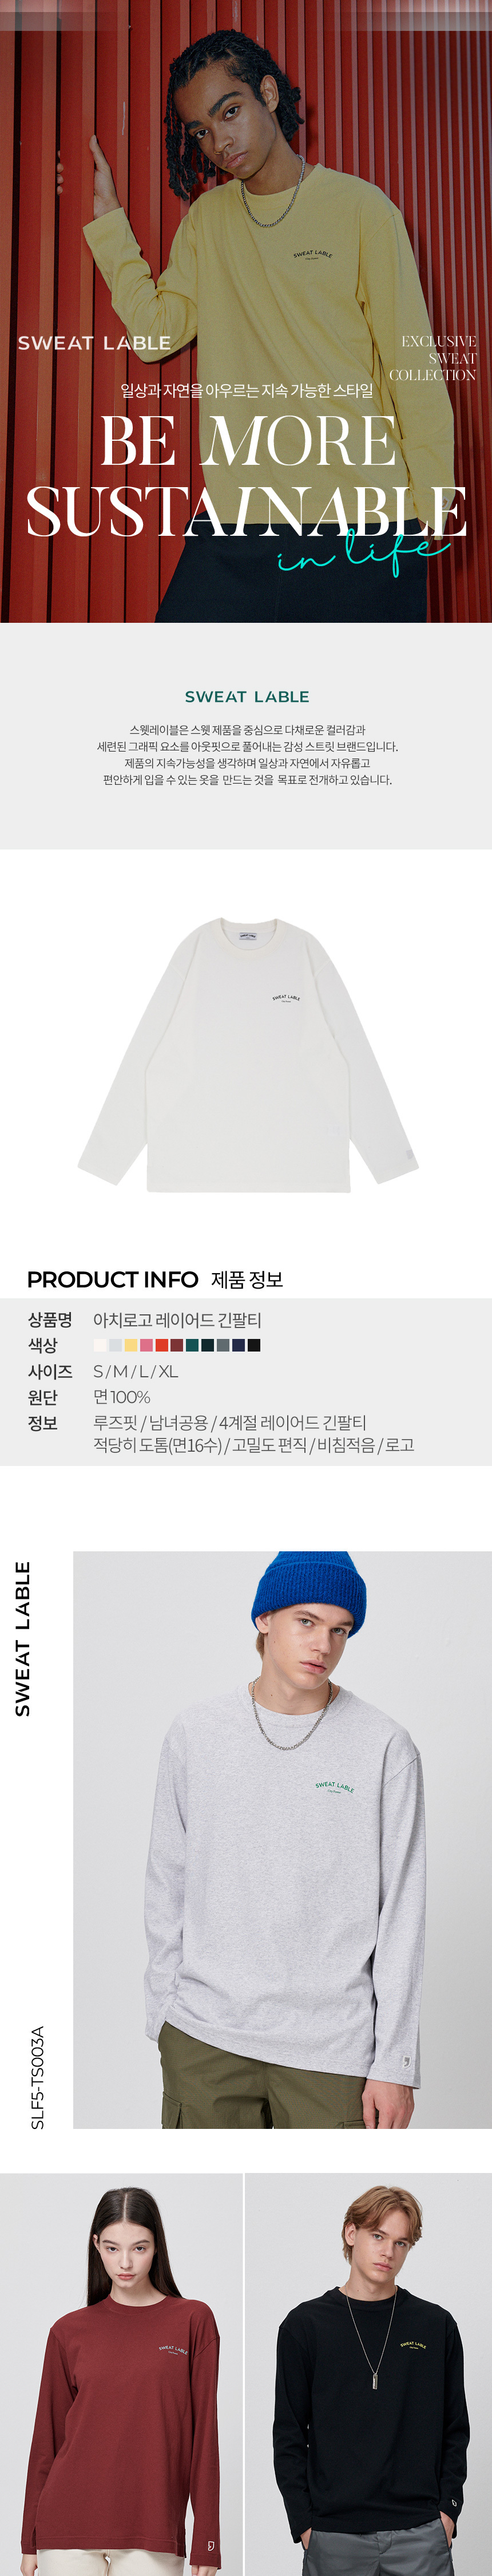 SWEAT LABLE
SWEAT LABLE
EXCLUSIVE
SWEAT
COLLECTION
일상과 자연을 아우르는 지속 가능한 스타일
BE MORE
SUSTAINABLE
in life
SWEAT LABLE
스웻레이블은 스웻 제품을 중심으로 다채로운 컬러감과
세련된 그래픽 요소를 아웃핏으로 풀어내는 감성 스트릿 브랜드입니다.
제품의 지속가능성을 생각하며 일상과 자연에서 자유롭고
편안하게 입을 수 있는 옷을 만드는 것을 목표로 전개하고 있습니다.
SWEAT LABLE
PRODUCT INFO 제품 정보
상품명 아치로고 레이어드 긴팔티
색상
사이즈 S / M / L / XL
원단 면 100%
정보 루즈핏 / 남녀공용 / 4계절 레이어드 긴팔티
적당히 도톰(면16수) / 고밀도 편직 / 비침적음 / 로고
SWEAT LABLE
SWEAT LABLE
SLF5-TS003A
SWEAT LABLE
SWEAT LABLE